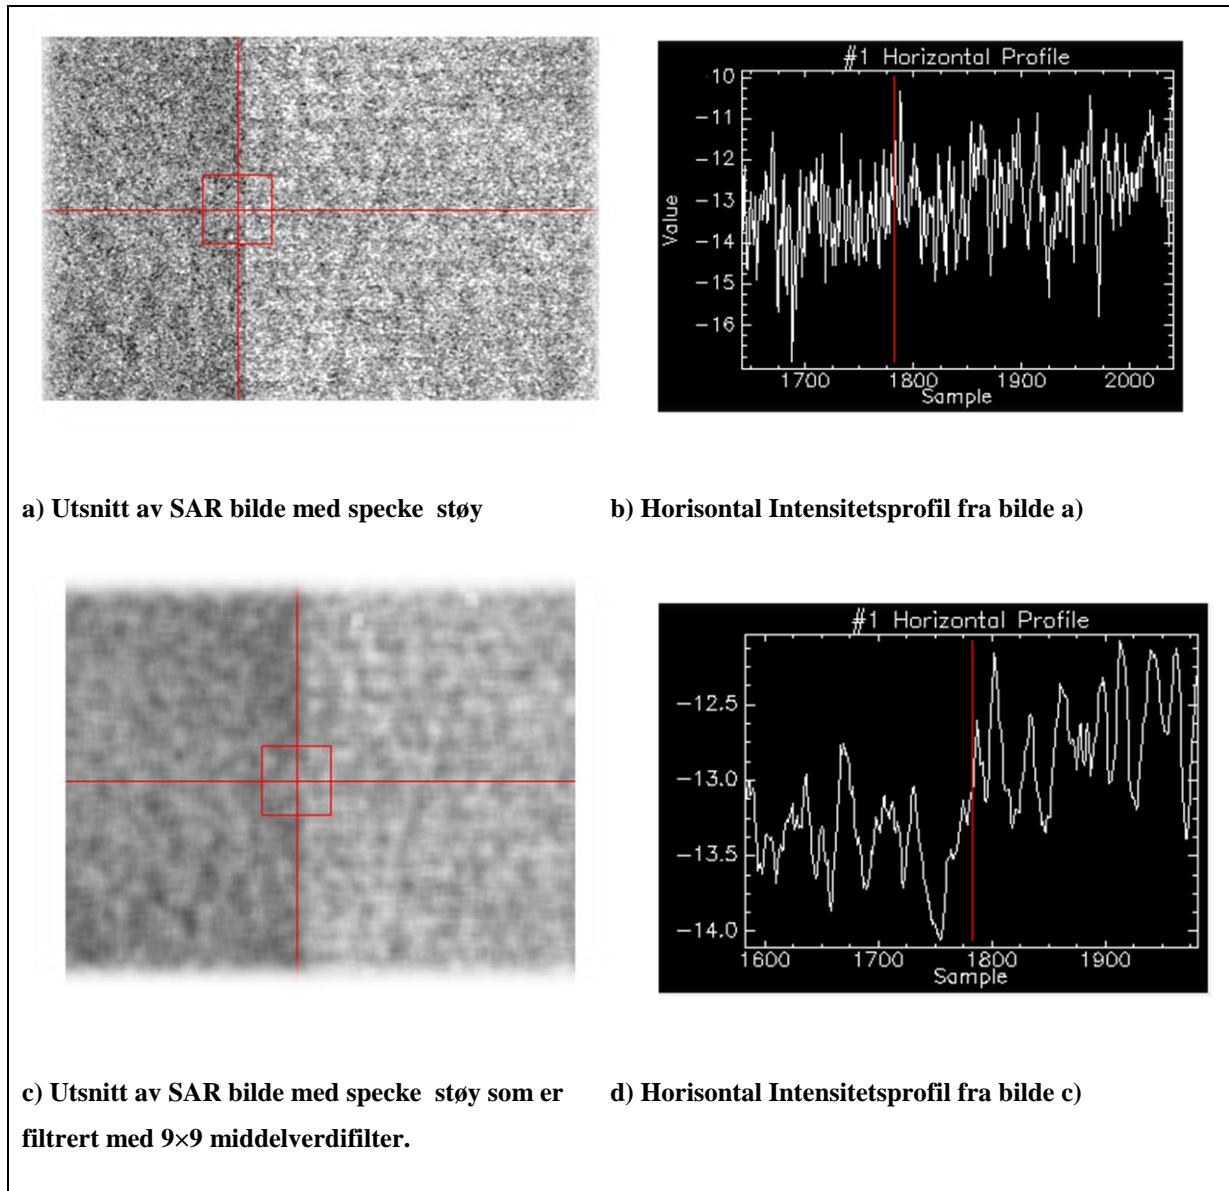 #1 Horizontal Profile
-10
-11
-12
-13
-14
-15
-16
Value
1700 1800 1900 2000
Sample
a) Utsnitt av SAR bilde med specke støy
b) Horisontal Intensitetsprofil fra bilde a)
#1 Horizontal Profile
-12.5
-13.0
-13.5
-14.0
1600 1700 1800 1900
Sample
c) Utsnitt av SAR bilde med specke støy som er
filtrert med 9×9 middelverdifilter.
d) Horisontal Intensitetsprofil fra bilde c)